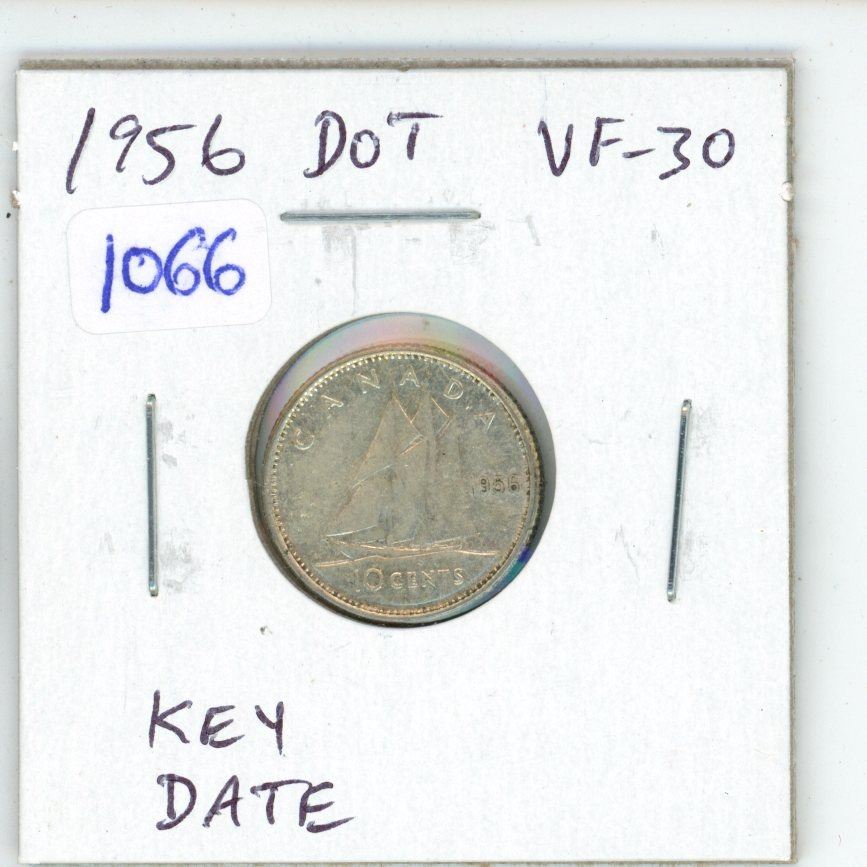 1956 DOT VF-30
1066
CANADA
1956
10 CENTS
KEY
DATE